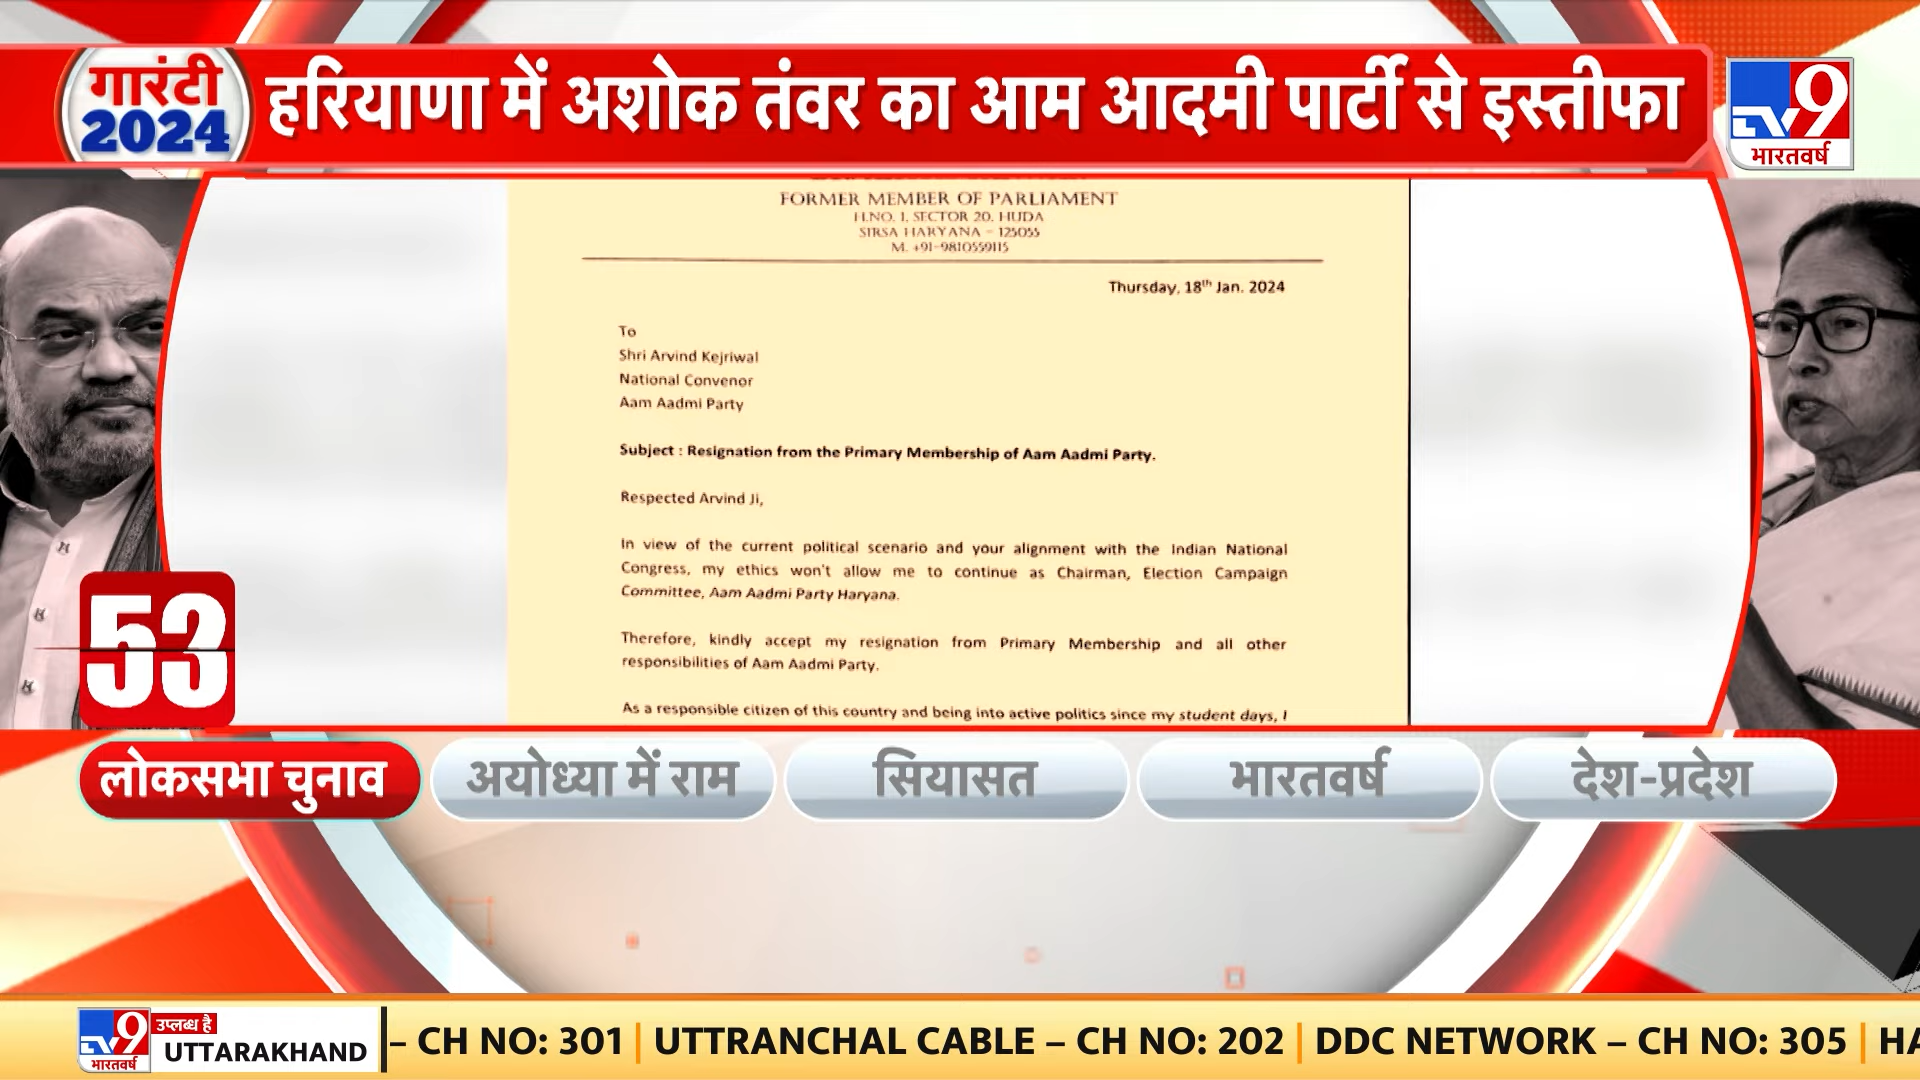 गारंटी
2024
हरियाणा में अशोक तंवर का आम आदमी पार्टी से इस्तीफा
TV9
भारतवर्ष
FORMER MEMBER OF PARLIAMENT
H.NO. 1, SECTOR 20, HUDA
SIRSA HARYANA - 125055
M. +91-9810559115
Thursday, 18th Jan. 2024
To
Shri Arvind Kejriwal
National Convenor
Aam Aadmi Party
Subject : Resignation from the Primary Membership of Aam Aadmi Party.
Respected Arvind Ji,
In view of the current political scenario and your alignment with the Indian National
Congress, my ethics won't allow me to continue as Chairman, Election Campaign
Committee, Aam Aadmi Party Haryana.
Therefore, kindly accept my resignation from Primary Membership and all other
responsibilities of Aam Aadmi Party.
As a responsible citizen of this country and being into active politics since my student days, I
53
लोकसभा चुनाव
अयोध्या में राम
सियासत
भारतवर्ष
देश-प्रदेश
TV9
भारतवर्ष
उपलब्ध है
UTTARAKHAND
– CH NO: 301 | UTTRANCHAL CABLE – CH NO: 202 | DDC NETWORK – CH NO: 305 | HA